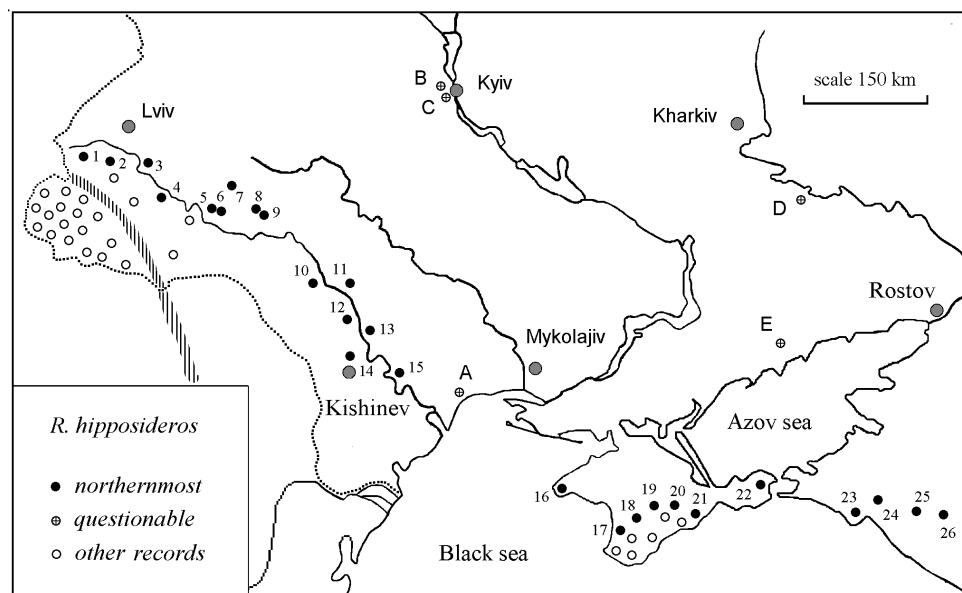 B
Kyiv
C
scale 150 km
Lviv
Kharkiv
1
2
3
4
5
6
7
8
9
D
10
11
12
13
14
15
Kishinev
A
Mykolajiv
E
Rostov
Azov sea
R. hipposideros
northernmost
questionable
other records
Black sea
16
17
18
19
20
21
22
23
24
25
26